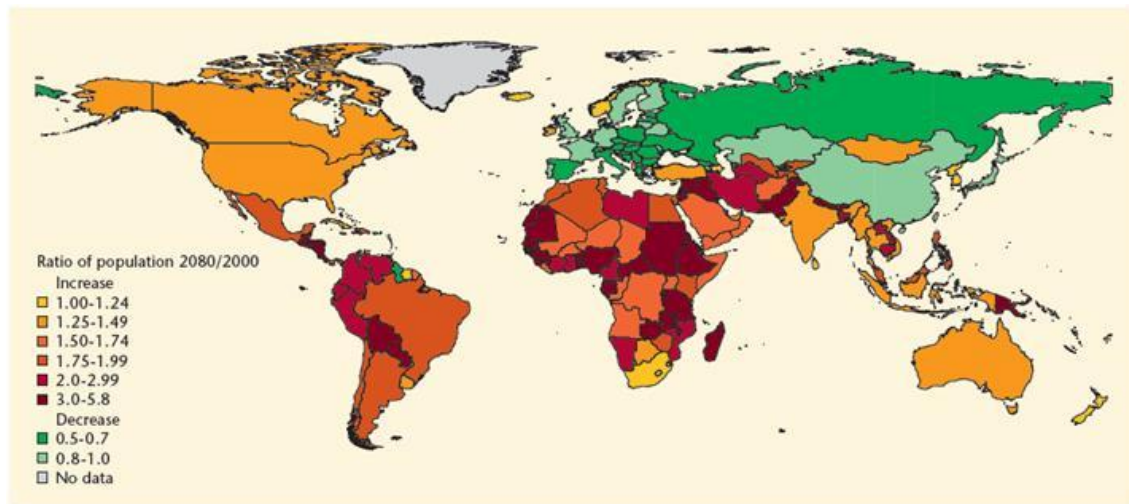 Ratio of population 2080/2000
Increase
1.00-1.24
1.25-1.49
1.50-1.74
1.75-1.99
2.0-2.99
3.0-5.8
Decrease
0.5-0.7
0.8-1.0
No data